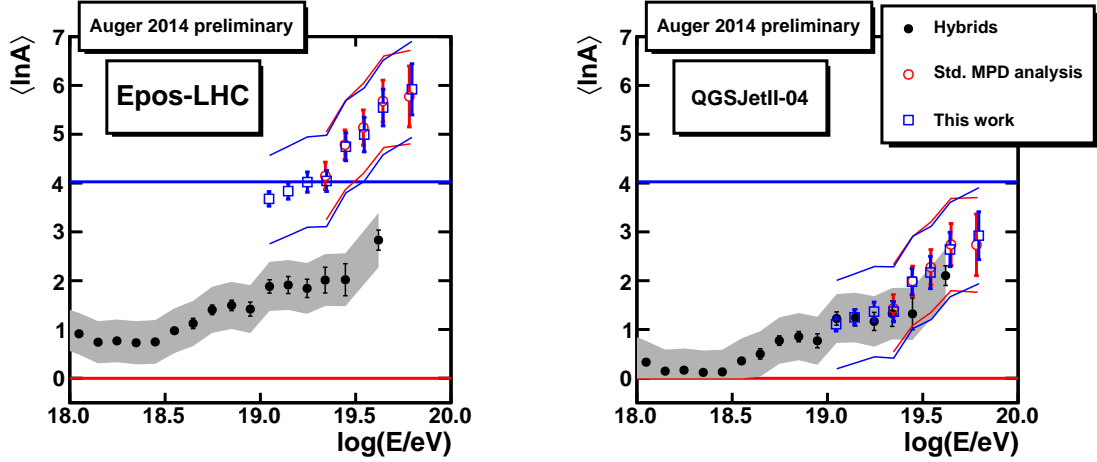 Auger 2014 preliminary
Epos-LHC
⟨lnA⟩
7
6
5
4
3
2
1
0
18.0 18.5 19.0 19.5 20.0
log(E/eV)
Auger 2014 preliminary
QGSJetII-04
Hybrids
Std. MPD analysis
This work
⟨lnA⟩
7
6
5
4
3
2
1
0
18.0 18.5 19.0 19.5 20.0
log(E/eV)